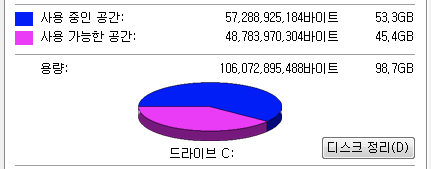 사용 중인 공간: 57,288,925,184바이트 53,3GB
사용 가능한 공간: 48,783,970,304바이트 45,4GB
용량: 106,072,895,488바이트 98,7GB
드라이브 C:
디스크 정리(D)